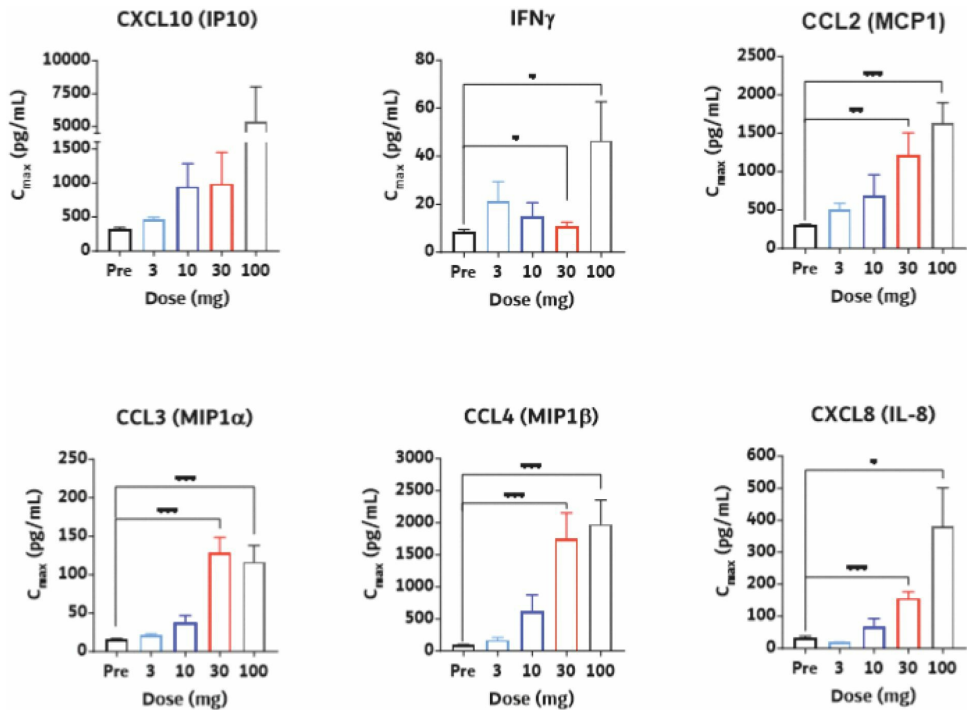 CXCL10 (IP10)
Cmax (pg/mL)
10000
7500
5000
1500
1000
500
0
Pre 3 10 30 100
Dose (mg)
IFNγ
Cmax (pg/mL)
80
60
40
20
0
Pre 3 10 30 100
Dose (mg)
CCL2 (MCP1)
Cmax (pg/mL)
2500
2000
1500
1000
500
0
Pre 3 10 30 100
Dose (mg)
CCL3 (MIP1α)
Cmax (pg/mL)
250
200
150
100
50
0
Pre 3 10 30 100
Dose (mg)
CCL4 (MIP1β)
Cmax (pg/mL)
3000
2500
2000
1500
1000
500
0
Pre 3 10 30 100
Dose (mg)
CXCL8 (IL-8)
Cmax (pg/mL)
600
500
400
300
200
100
0
Pre 3 10 30 100
Dose (mg)